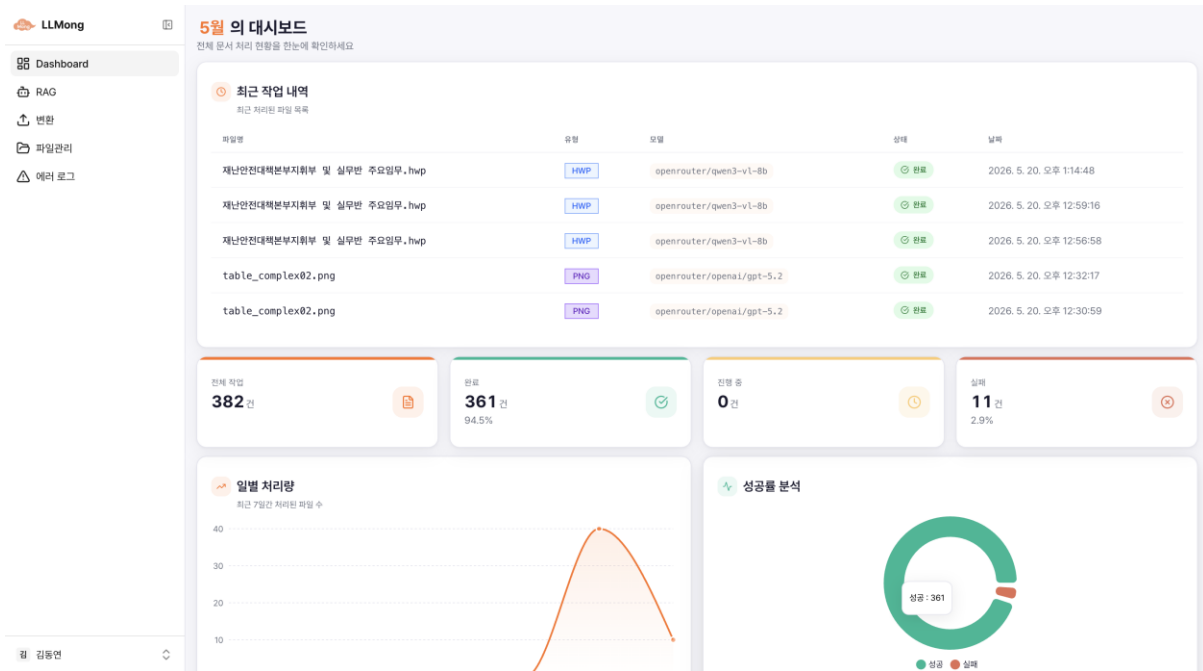 LLMong
Dashboard
RAG
변환
파일관리
에러 로그
김 김동연
5월 의 대시보드
전체 문서 처리 현황을 한눈에 확인하세요
최근 작업 내역
최근 처리된 파일 목록
파일명 유형 모델 상태 날짜
재난안전대책본부지휘부 및 실무반 주요임무.hwp HWP openrouter/qwen3-vl-8b 완료 2026. 5. 20. 오후 1:14:48
재난안전대책본부지휘부 및 실무반 주요임무.hwp HWP openrouter/qwen3-vl-8b 완료 2026. 5. 20. 오후 12:59:16
재난안전대책본부지휘부 및 실무반 주요임무.hwp HWP openrouter/qwen3-vl-8b 완료 2026. 5. 20. 오후 12:56:58
table_complex02.png PNG openrouter/openai/gpt-5.2 완료 2026. 5. 20. 오후 12:32:17
table_complex02.png PNG openrouter/openai/gpt-5.2 완료 2026. 5. 20. 오후 12:30:59
전체 작업
382 건
완료
361 건
94.5%
진행 중
0 건
실패
11 건
2.9%
일별 처리량
최근 7일간 처리된 파일 수
40
30
20
10
성공률 분석
성공 : 361
성공 실패